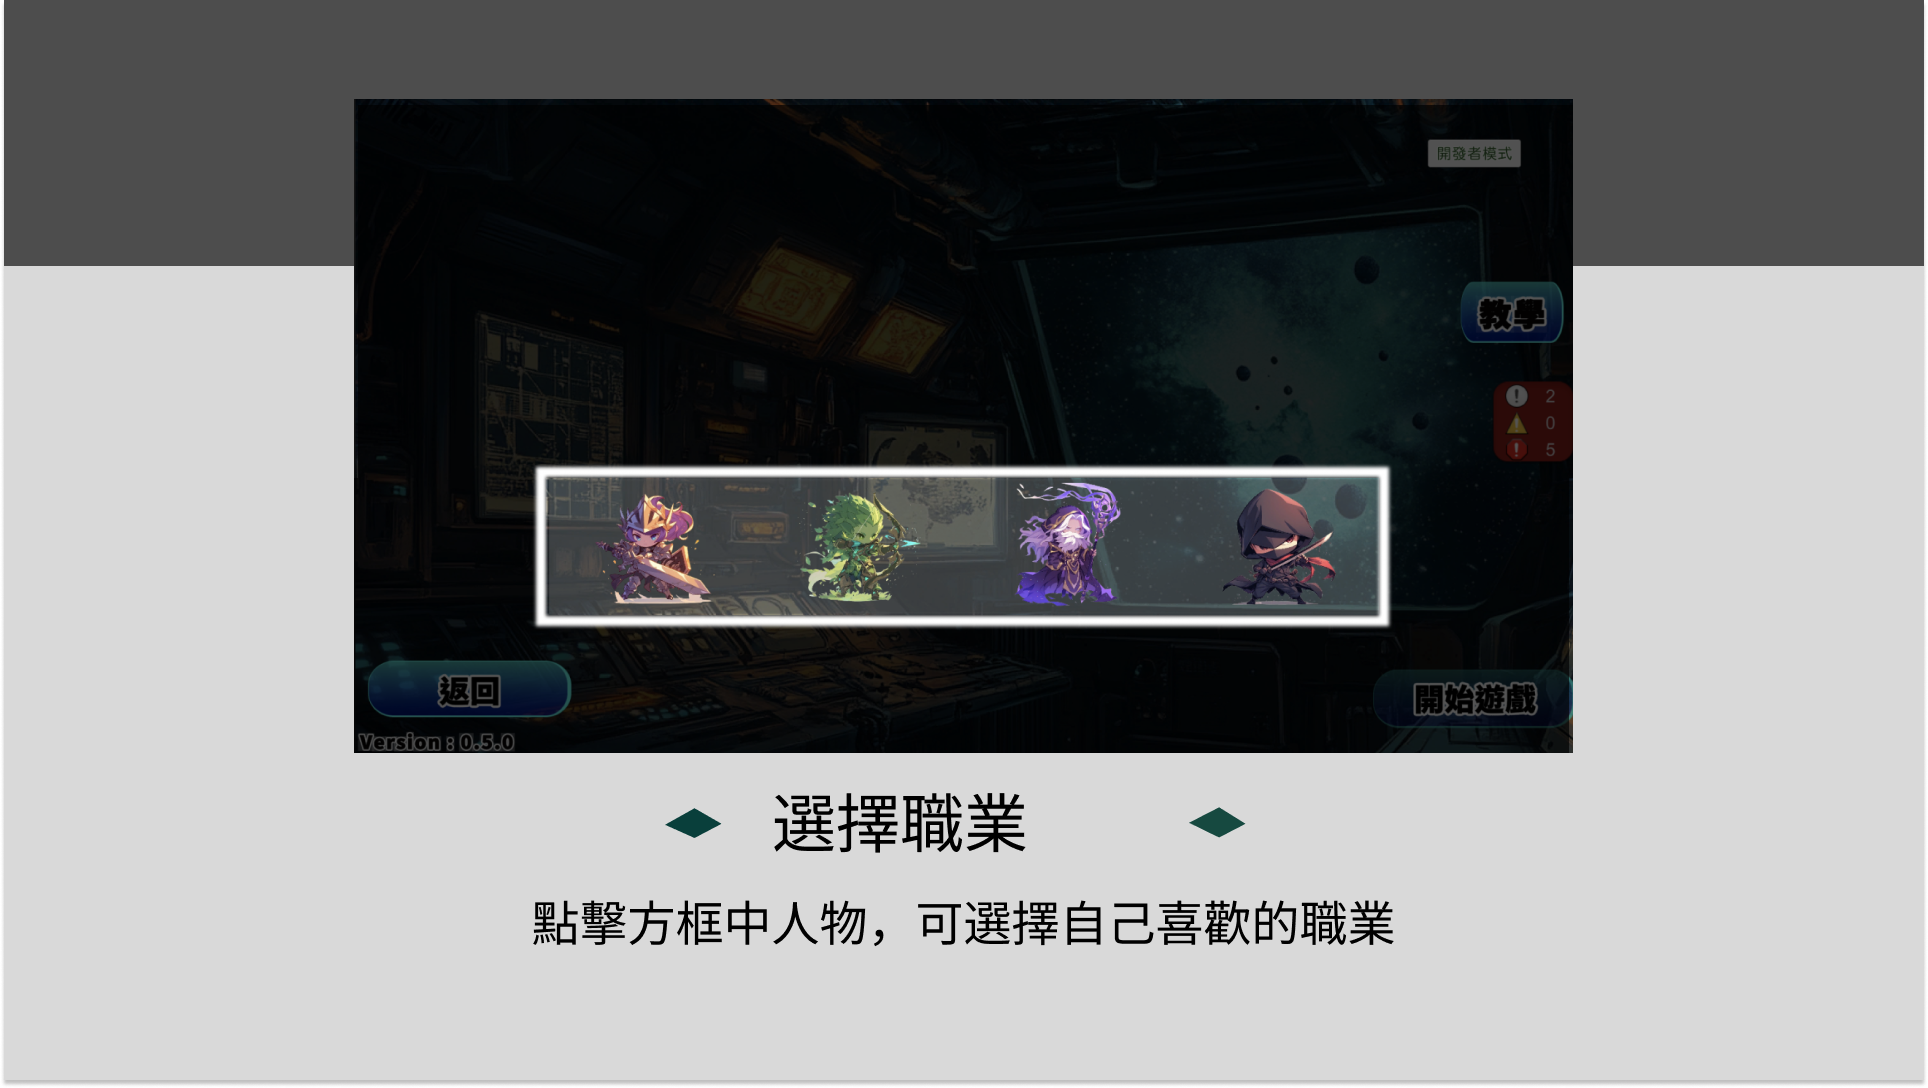 開發者模式
教學
2
0
5
返回
開始遊戲
Version : 0.5.0
選擇職業
點擊方框中人物，可選擇自己喜歡的職業